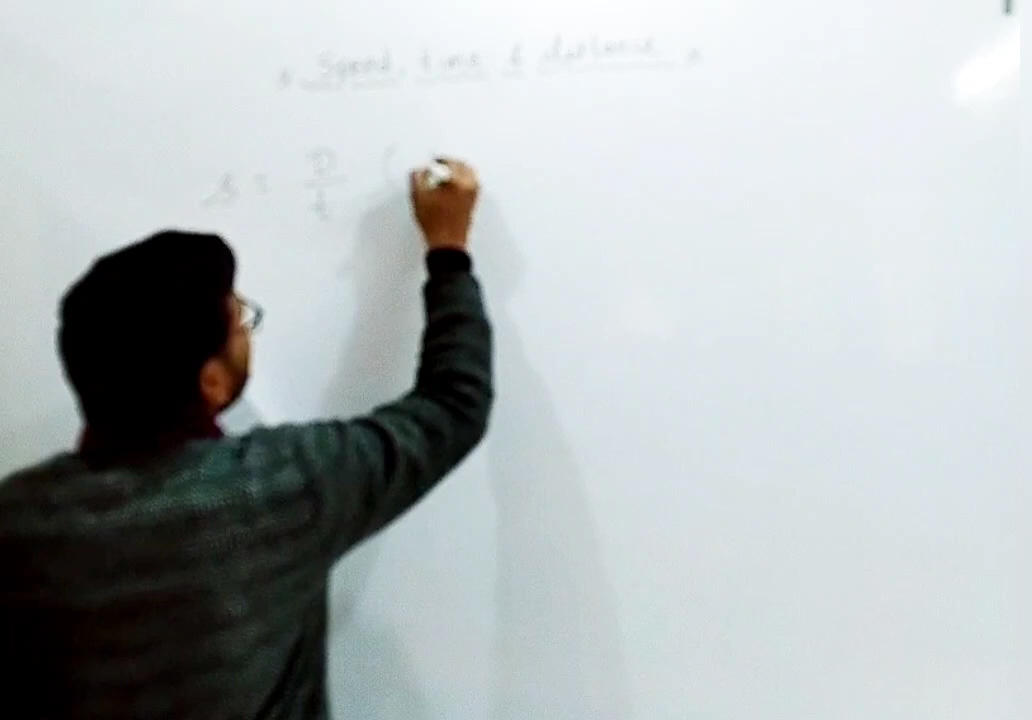 Speed, time & distance
s = D/t (